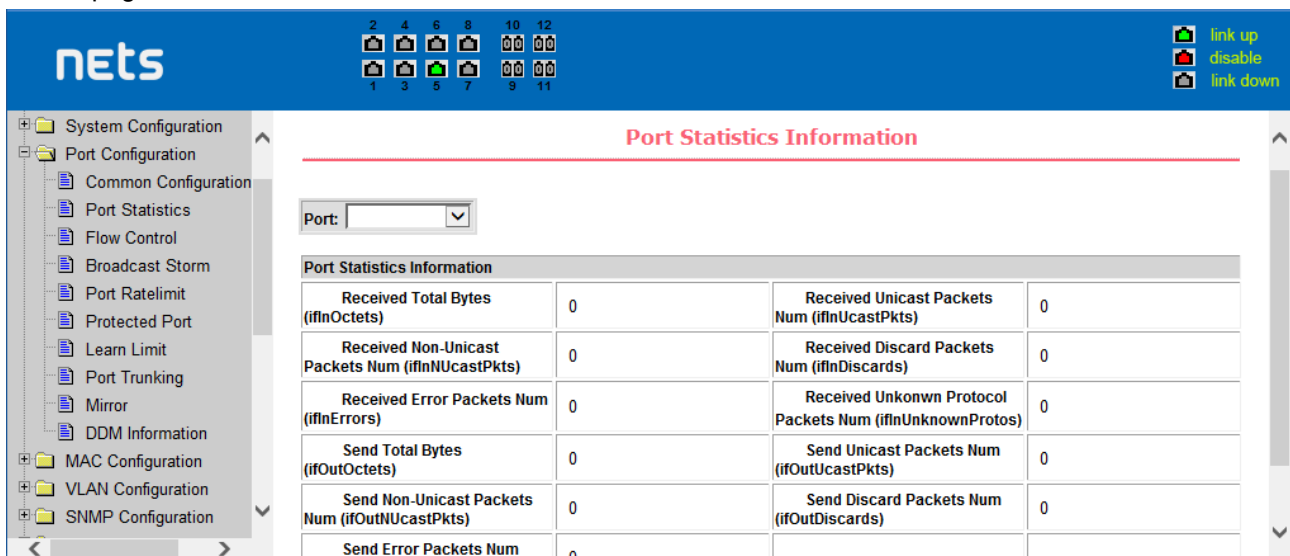 2 4 6 8 10 12
1 3 5 7 9 11
nets
link up
disable
link down
System Configuration
Port Configuration
Common Configuration
Port Statistics
Flow Control
Broadcast Storm
Port Ratelimit
Protected Port
Learn Limit
Port Trunking
Mirror
DDM Information
MAC Configuration
VLAN Configuration
SNMP Configuration
Port Statistics Information
Port:
Port Statistics Information
Received Total Bytes
(ifInOctets)
0
Received Unicast Packets
Num (ifInUcastPkts)
0
Received Non-Unicast
Packets Num (ifInNUcastPkts)
0
Received Discard Packets
Num (ifInDiscards)
0
Received Error Packets Num
(ifInErrors)
0
Received Unkonwn Protocol
Packets Num (ifInUnknownProtos)
0
Send Total Bytes
(ifOutOctets)
0
Send Unicast Packets Num
(ifOutUcastPkts)
0
Send Non-Unicast Packets
Num (ifOutNUcastPkts)
0
Send Discard Packets Num
(ifOutDiscards)
0
Send Error Packets Num
0